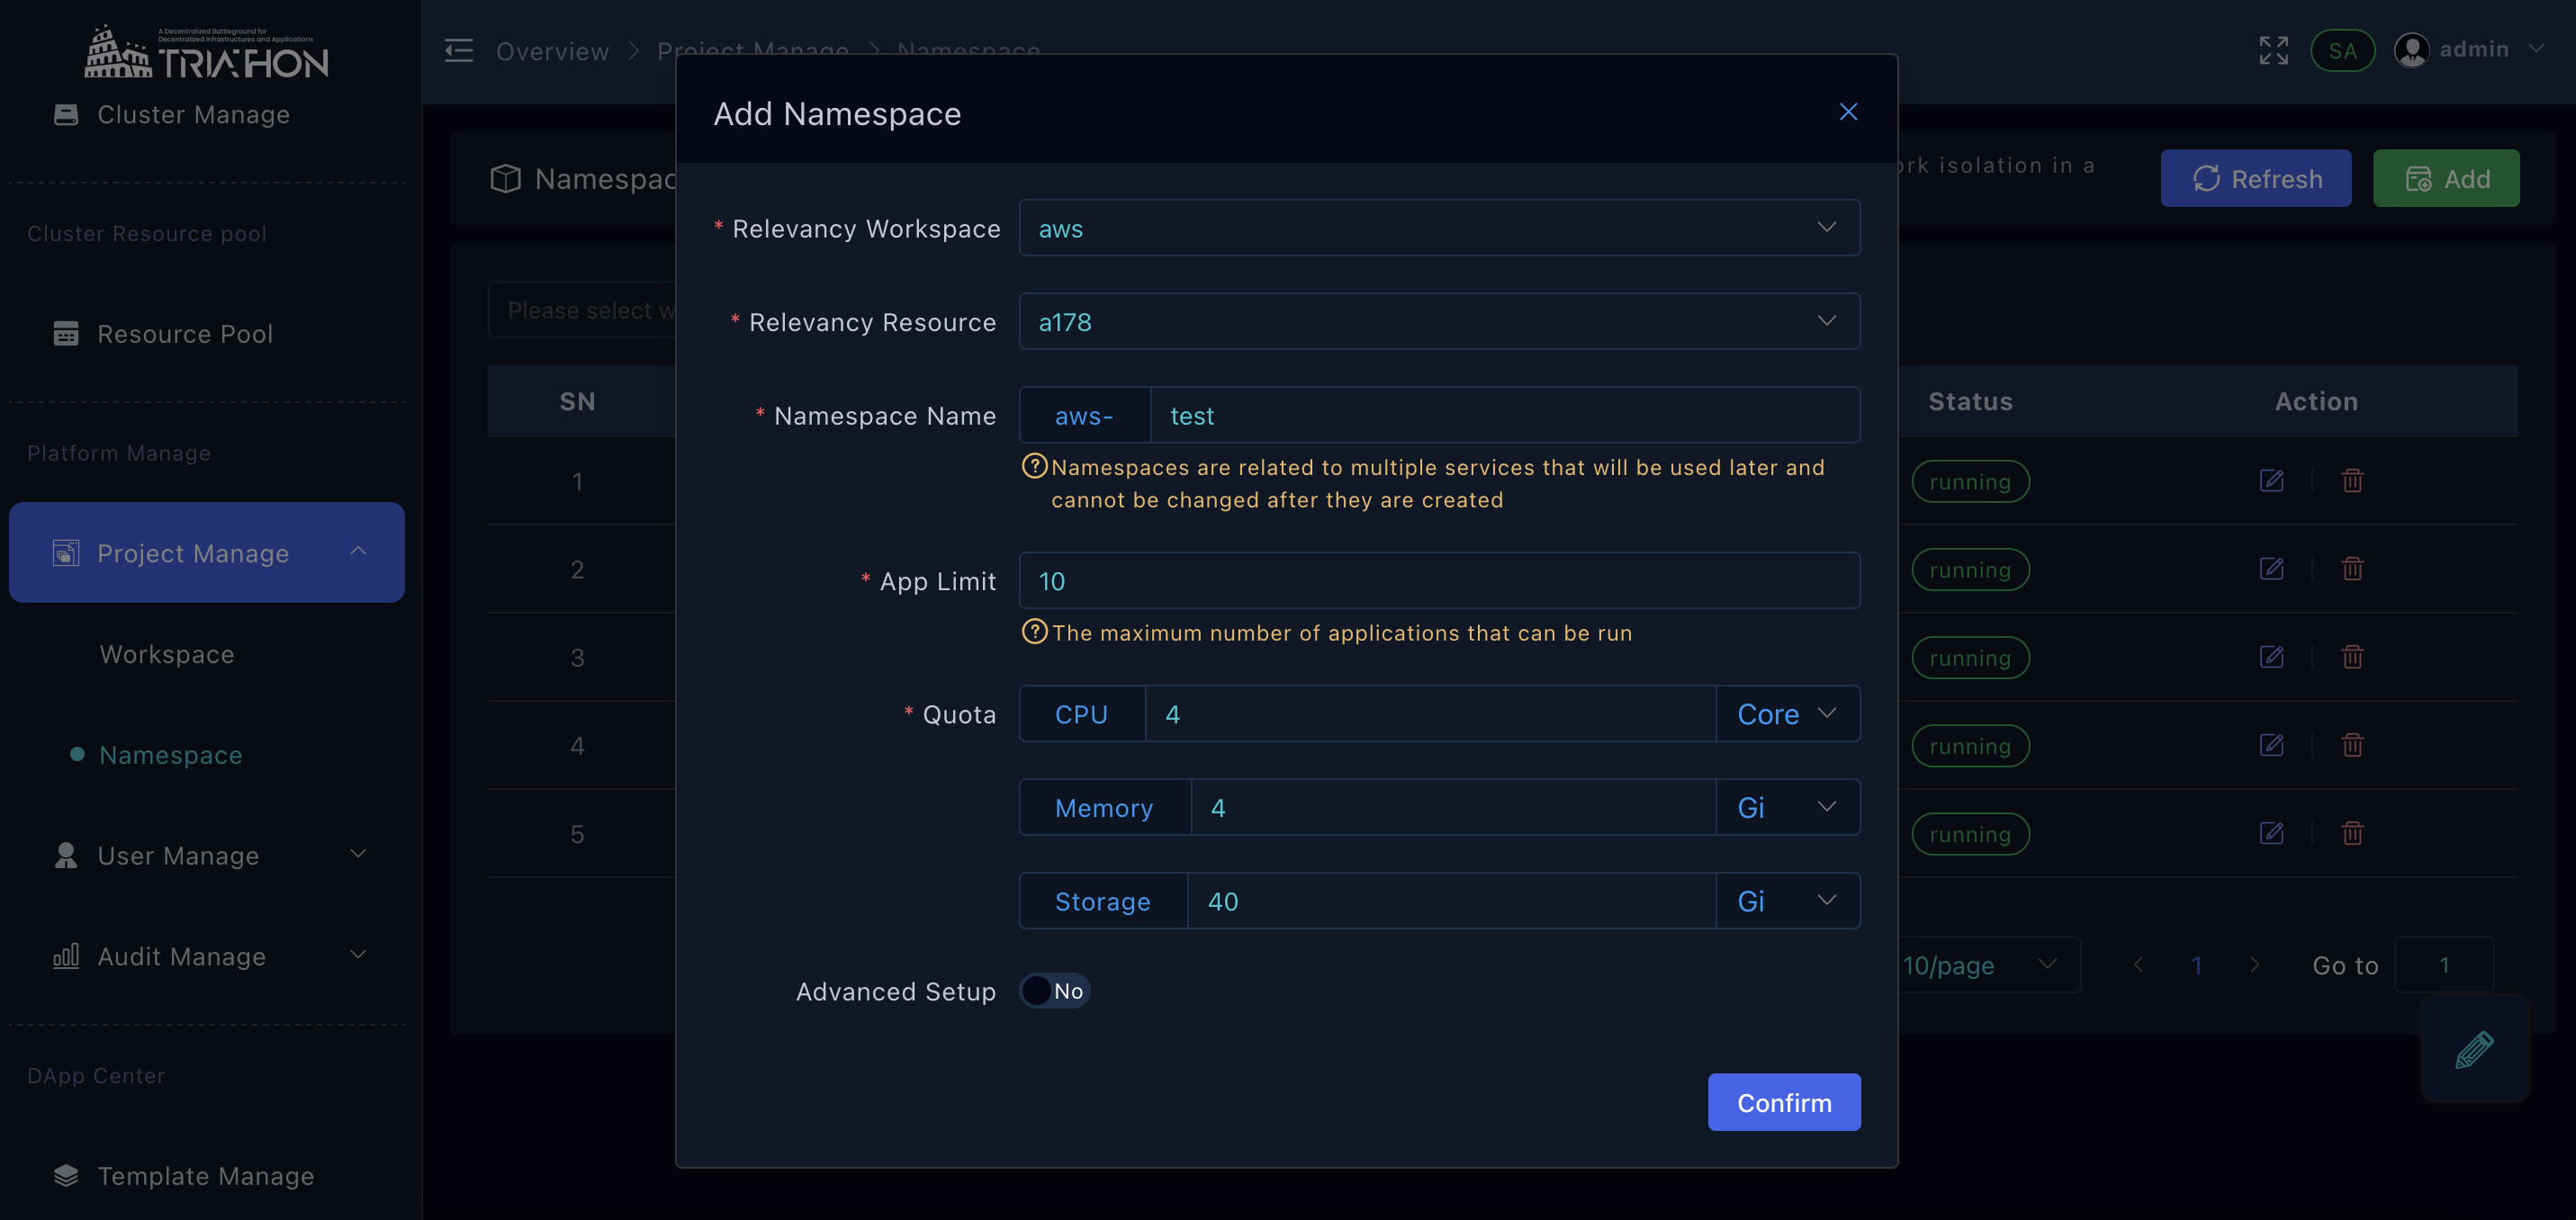 A Decentralized Battleground for
Decentralized Infrastructures and Applications
TRIATHON
Cluster Manage
Cluster Resource pool
Resource Pool
Platform Manage
Project Manage
Workspace
Namespace
User Manage
Audit Manage
DApp Center
Template Manage
Overview > Project Manage > Namespace
SA
admin
Namespac
ork isolation in a
Refresh
Add
Please select w
SN
Status
Action
1
running
2
running
3
running
4
running
5
running
10/page
1
Go to
1
Add Namespace
* Relevancy Workspace
aws
* Relevancy Resource
a178
* Namespace Name
aws-
test
Namespaces are related to multiple services that will be used later and
cannot be changed after they are created
* App Limit
10
The maximum number of applications that can be run
* Quota
CPU
4
Core
Memory
4
Gi
Storage
40
Gi
Advanced Setup
No
Confirm